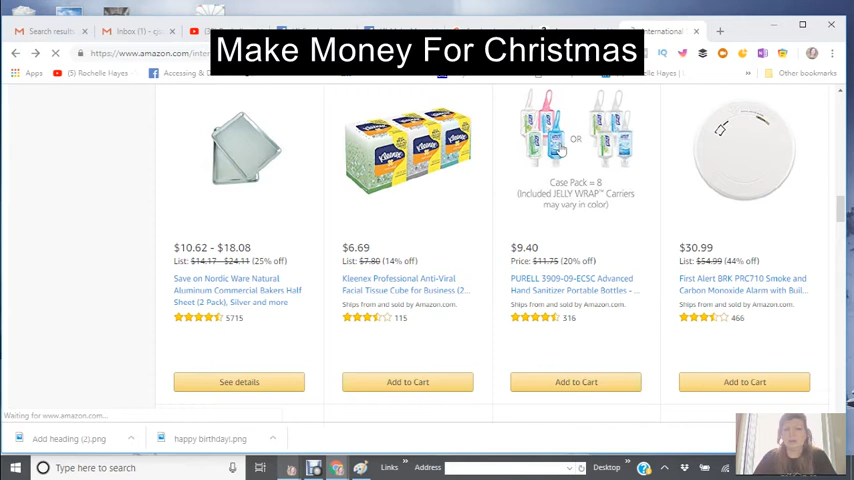 Search results
Inbox (1) - c
International
https://www.amazon.com/inter
Make Money For Christmas
Apps
(5) Rochelle Hayes
Accessing & D
Rochelle Hayes |
Other bookmarks
OR
Case Pack = 8
(Included JELLY WRAP™ Carriers
may vary in color)
$10.62 - $18.08
List: $14.17 - $24.11 (25% off)
Save on Nordic Ware Natural
Aluminum Commercial Bakers Half
Sheet (2 Pack), Silver and more
5715
See details
$6.69
List: $7.80 (14% off)
Kleenex Professional Anti-Viral
Facial Tissue Cube for Business (2...
Ships from and sold by Amazon.com.
115
Add to Cart
$9.40
Price: $11.75 (20% off)
PURELL 3909-09-ECSC Advanced
Hand Sanitizer Portable Bottles - ...
Ships from and sold by Amazon.com.
316
Add to Cart
$30.99
List: $54.99 (44% off)
First Alert BRK PRC710 Smoke and
Carbon Monoxide Alarm with Buil...
Ships from and sold by Amazon.com.
466
Add to Cart
Waiting for www.amazon.com...
Add heading (2).png
happy birthday!.png
Type here to search
Links
Address
Desktop